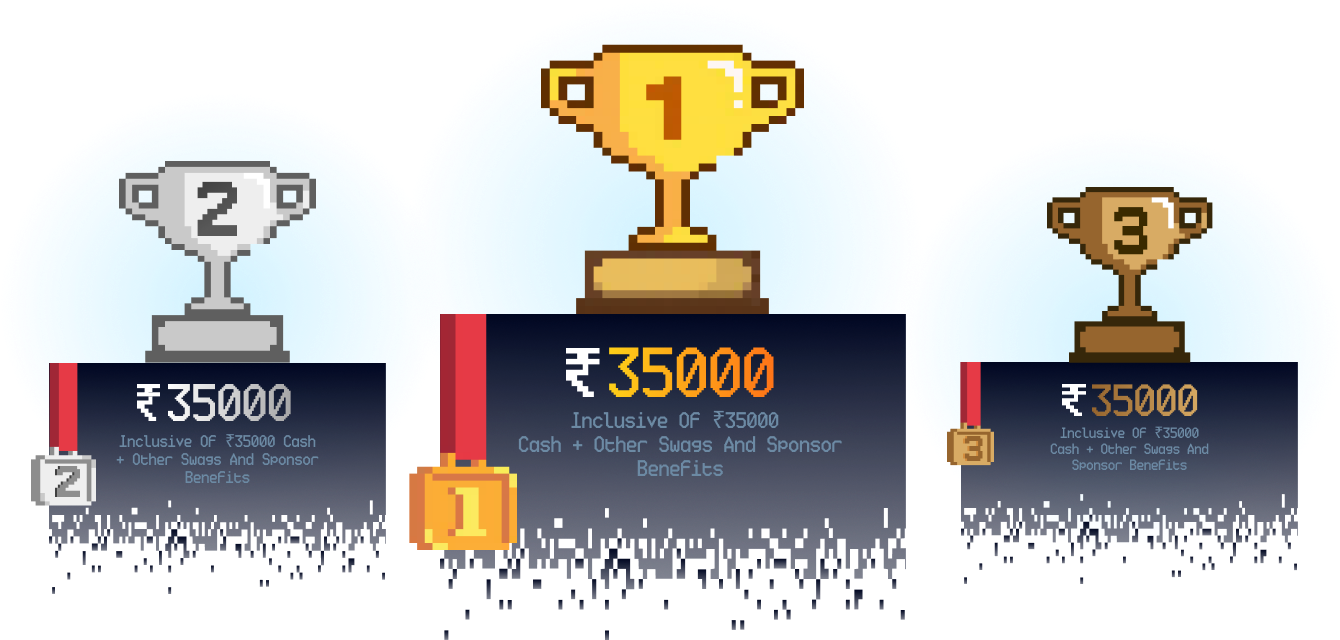 2
₹35000
Inclusive OF ₹35000 Cash
+ Other Swags And Sponsor
Benefits
2
1
₹35000
Inclusive OF ₹35000
Cash + Other Swags And Sponsor
Benefits
1
3
₹35000
Inclusive OF ₹35000
Cash + Other Swags And
Sponsor Benefits
3